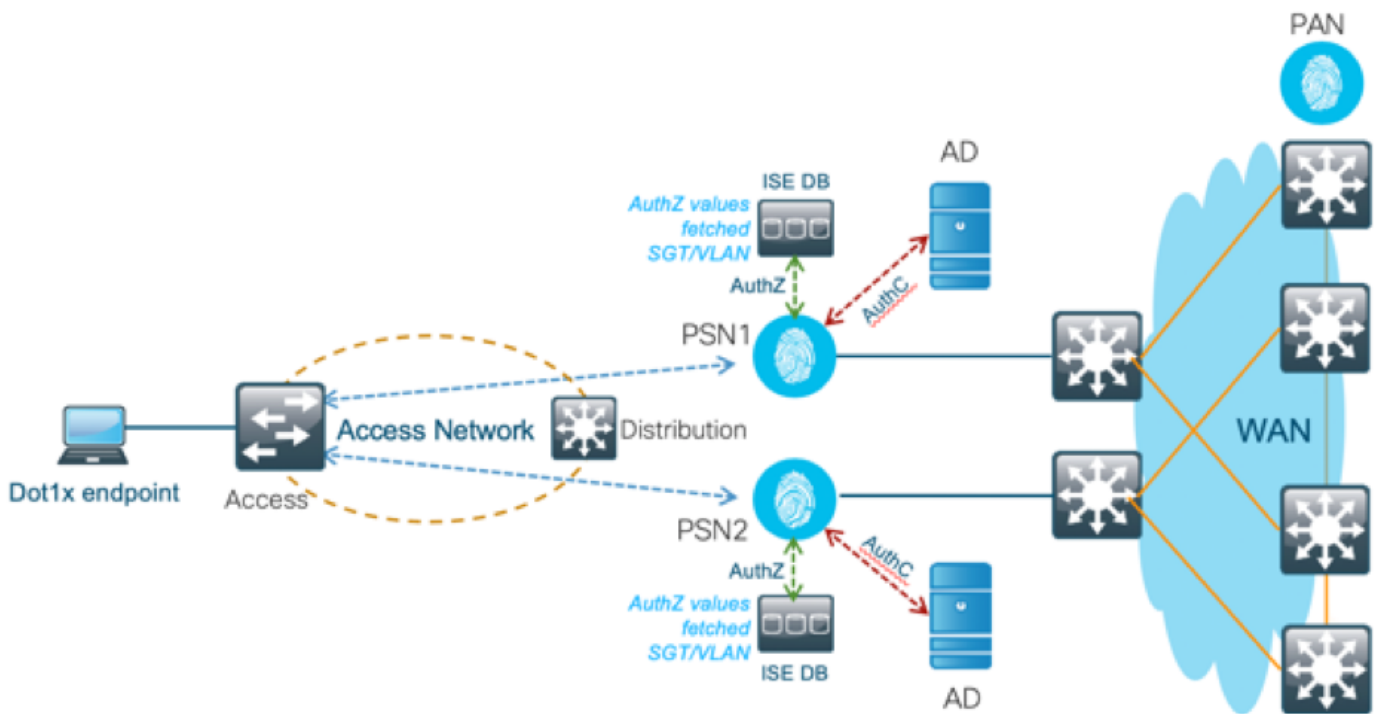 PAN
AD
ISE DB
AuthZ values
fetched
SGT/VLAN
AuthZ
AuthC
PSN1
Access Network
Distribution
WAN
Dot1x endpoint
Access
PSN2
AuthZ
AuthC
AuthZ values
fetched
SGT/VLAN
ISE DB
AD